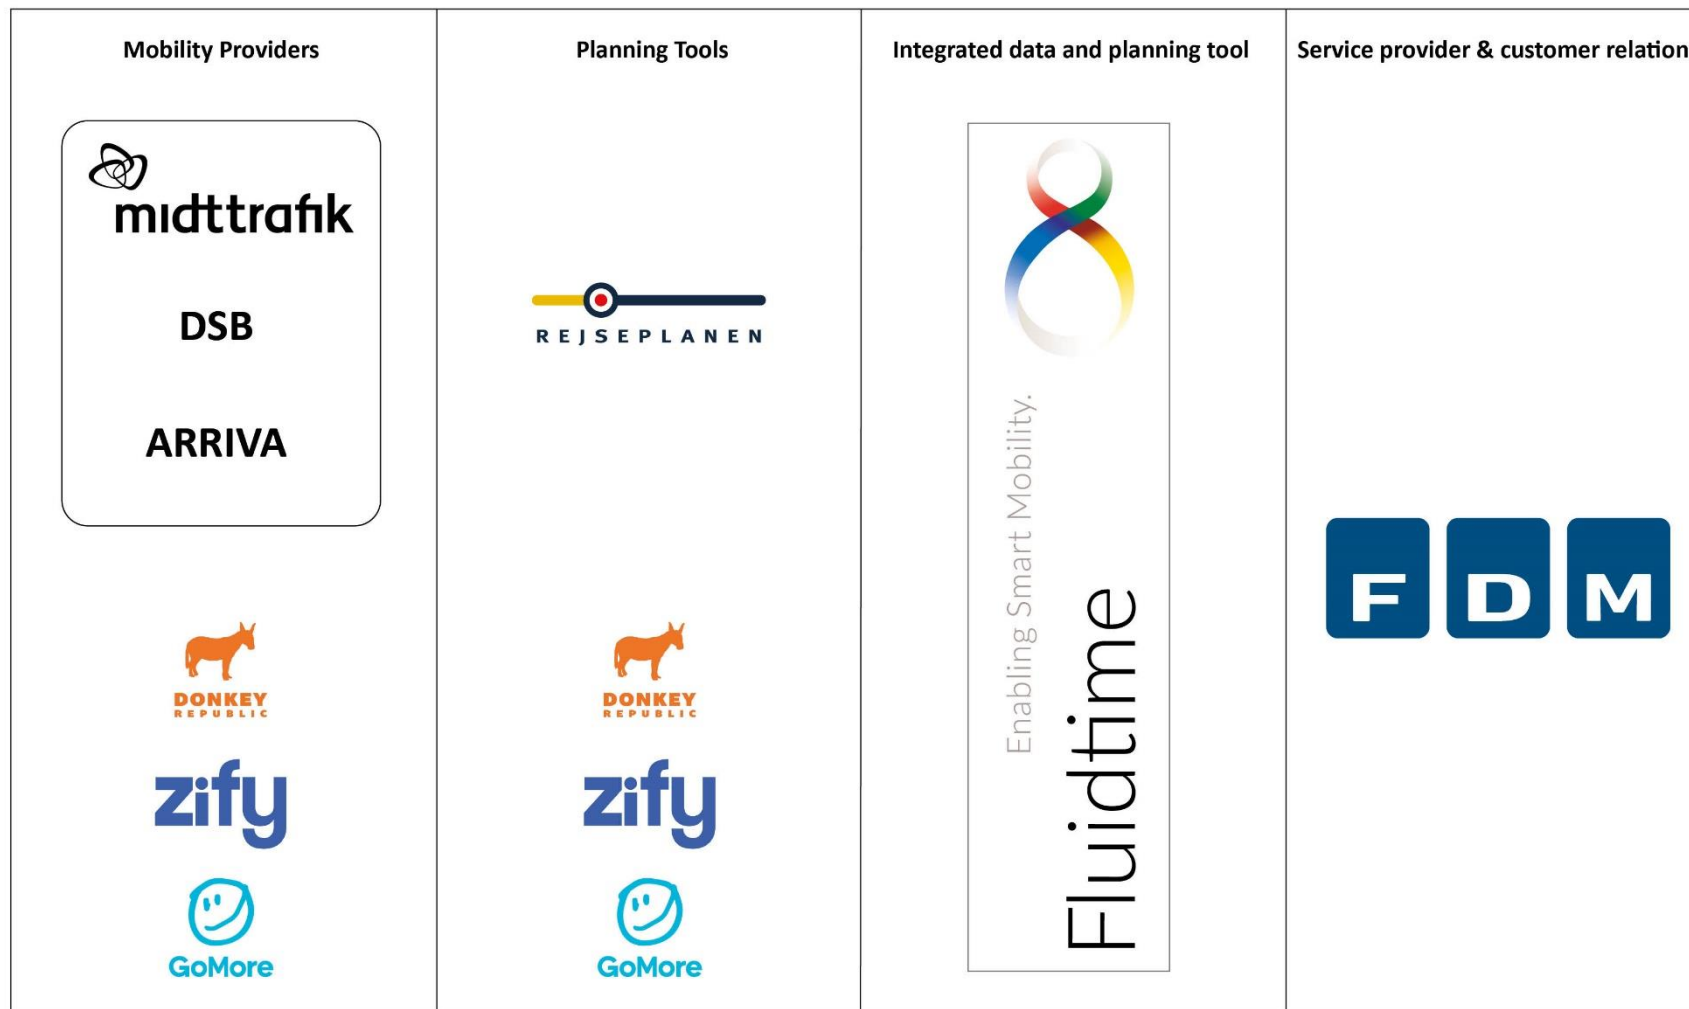 Mobility Providers
midttrafik
DSB
ARRIVA
DONKEY
REPUBLIC
zify
GoMore
Planning Tools
REJSEPLANEN
DONKEY
REPUBLIC
zify
GoMore
Integrated data and planning tool
Enabling Smart Mobility.
Fluidtime
Service provider & customer relation
FDM